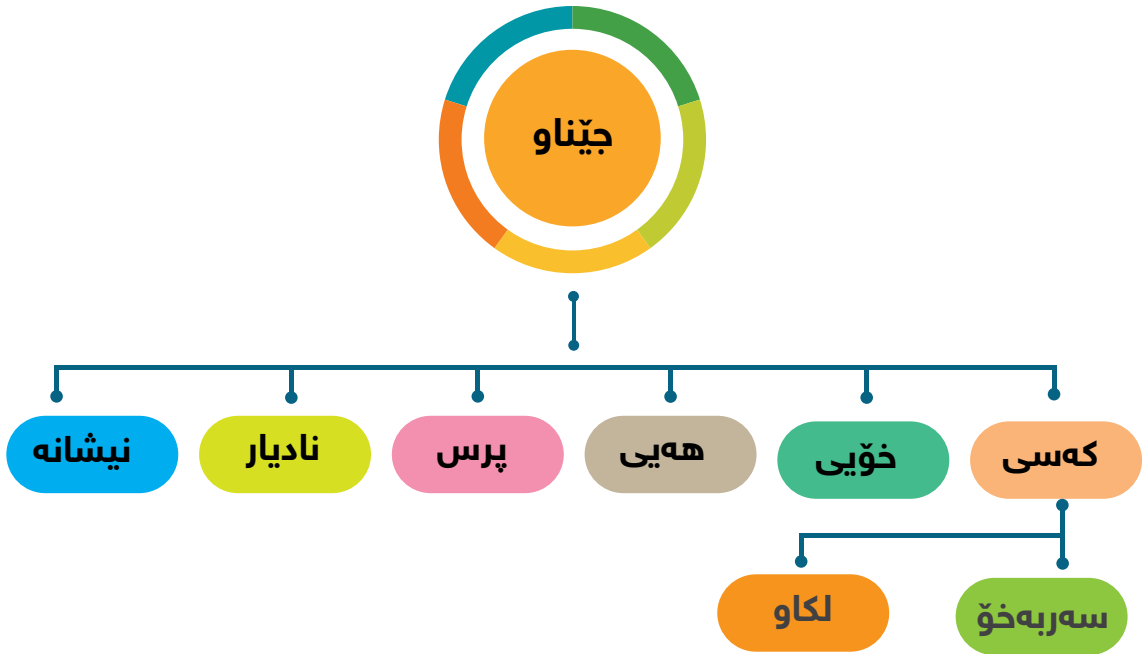 جێناو
کەسی
خۆیی
هەیی
پرس
نادیار
نیشانە
سەربەخۆ
لکاو